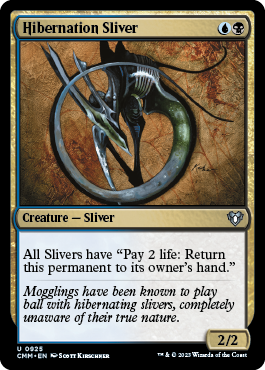 Hibernation Sliver
Creature — Sliver
All Slivers have “Pay 2 life: Return
this permanent to its owner’s hand.”
Mogglings have been known to play
ball with hibernating slivers, completely
unaware of their true nature.
2/2
U 0925
CMM • EN Scott Kirschner
™ & © 2023 Wizards of the Coast